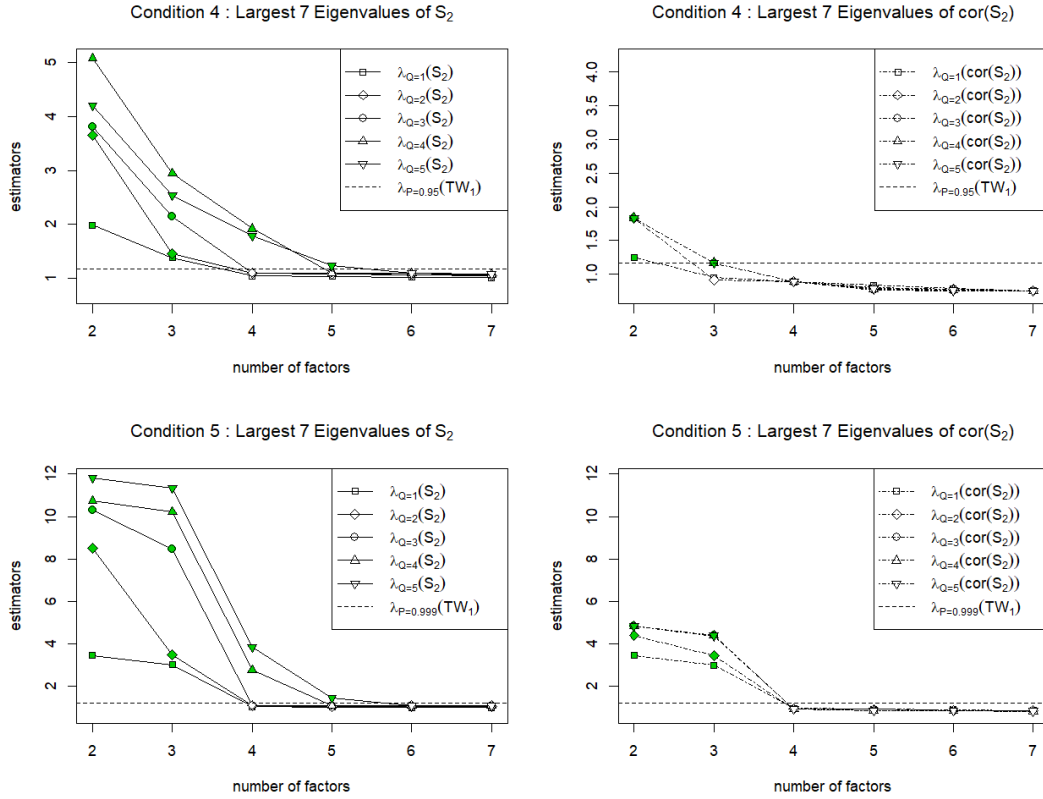 Condition 4 : Largest 7 Eigenvalues of S₂
estimators
5
4
3
2
1
2 3 4 5 6 7
number of factors
λQ=1(S₂)
λQ=2(S₂)
λQ=3(S₂)
λQ=4(S₂)
λQ=5(S₂)
λP=0.95(TW₁)
Condition 4 : Largest 7 Eigenvalues of cor(S₂)
estimators
4.0
3.5
3.0
2.5
2.0
1.5
1.0
2 3 4 5 6 7
number of factors
λQ=1(cor(S₂))
λQ=2(cor(S₂))
λQ=3(cor(S₂))
λQ=4(cor(S₂))
λQ=5(cor(S₂))
λP=0.95(TW₁)
Condition 5 : Largest 7 Eigenvalues of S₂
estimators
12
10
8
6
4
2
2 3 4 5 6 7
number of factors
λQ=1(S₂)
λQ=2(S₂)
λQ=3(S₂)
λQ=4(S₂)
λQ=5(S₂)
λP=0.999(TW₁)
Condition 5 : Largest 7 Eigenvalues of cor(S₂)
estimators
12
10
8
6
4
2
2 3 4 5 6 7
number of factors
λQ=1(cor(S₂))
λQ=2(cor(S₂))
λQ=3(cor(S₂))
λQ=4(cor(S₂))
λQ=5(cor(S₂))
λP=0.999(TW₁)